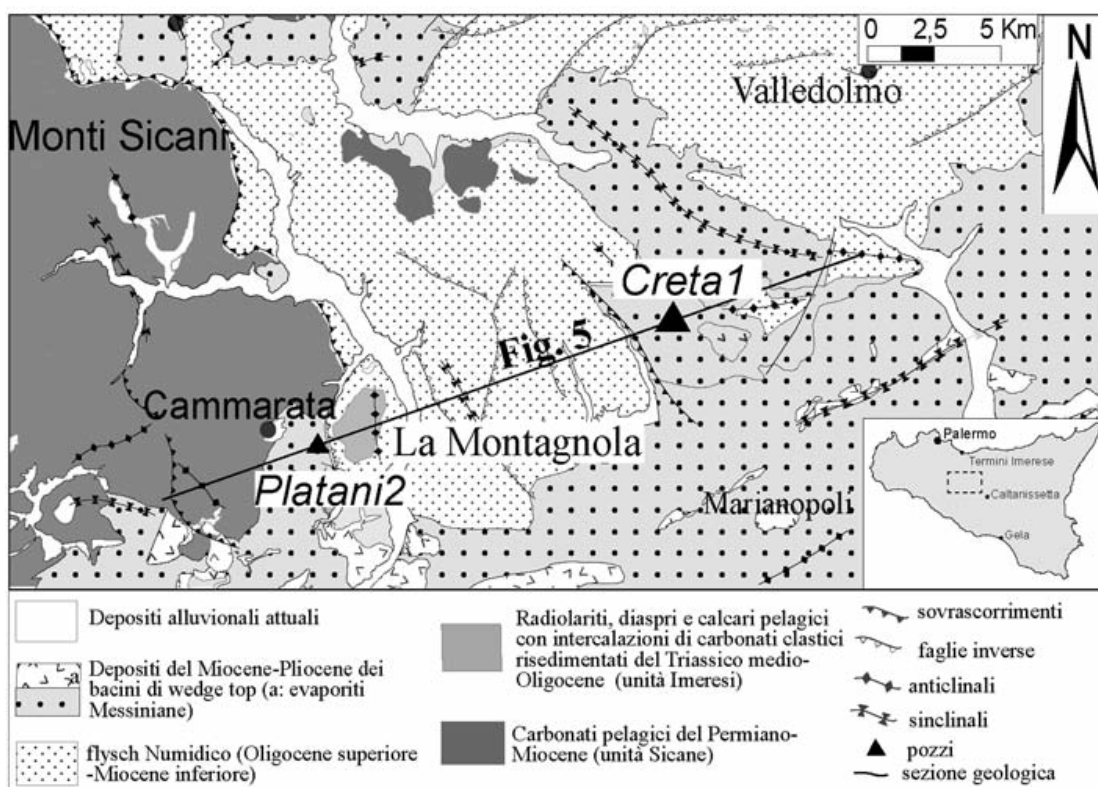 0 2,5 5 Km
N
Valledolmo
Monti Sicani
Creta1
Fig. 5
Cammarata
La Montagnola
Platani2
Marianopoli
Palermo
Termini Imerese
Caltanissetta
Gela
Depositi alluvionali attuali
a
Depositi del Miocene-Pliocene dei
bacini di wedge top (a: evaporiti
Messiniane)
flysch Numidico (Oligocene superiore
-Miocene inferiore)
Radiolariti, diaspri e calcari pelagici
con intercalazioni di carbonati clastici
risedimentati del Triassico medio-
Oligocene (unità Imeresi)
Carbonati pelagici del Permiano-
Miocene (unità Sicane)
sovrascorrimenti
faglie inverse
anticlinali
sinclinali
pozzi
sezione geologica